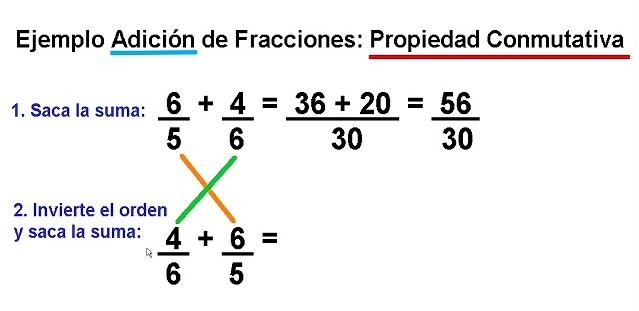 Ejemplo Adición de Fracciones: Propiedad Conmutativa
1. Saca la suma: 6/5 + 4/6 = 36 + 20/30 = 56/30
2. Invierte el orden
y saca la suma: 4/6 + 6/5 =